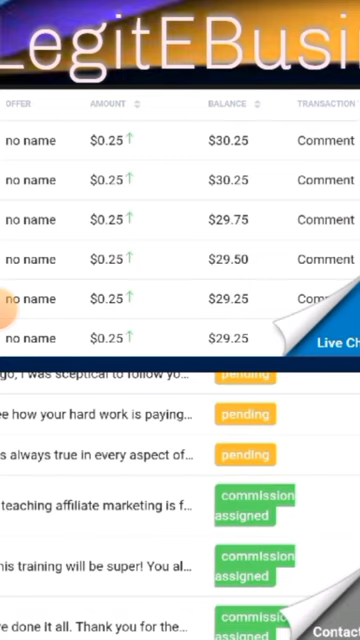 LegitEBusi
OFFER AMOUNT BALANCE TRANSACTION
no name $0.25↑ $30.25 Comment
no name $0.25↑ $30.25 Comment
no name $0.25↑ $29.75 Comment
no name $0.25↑ $29.50 Comment
no name $0.25↑ $29.25 Com
no name $0.25↑ $29.25
Live Ch
go, I was sceptical to follow yo... pending
ee how your hard work is paying... pending
s always true in every aspect of... pending
teaching affiliate marketing is f... commission
assigned
his training will be super! You al... commission
assigned
ve done it all. Thank you for the... commissio
assigned
Contac